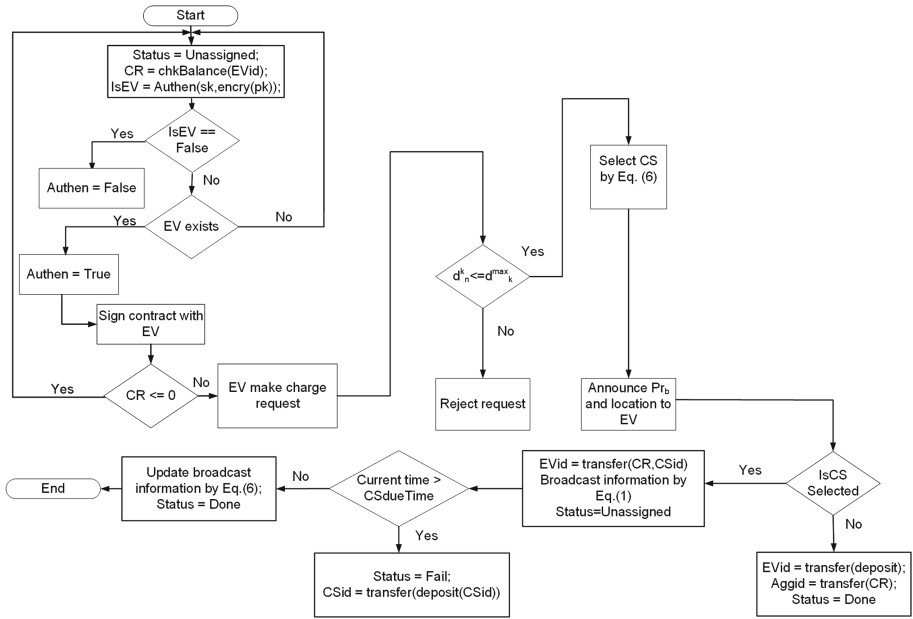 Start
Status = Unassigned;
CR = chkBalance(EVid);
IsEV = Authen(sk,encry(pk));
IsEV ==
False
Yes
No
Authen = False
EV exists
Yes
No
Authen = True
Sign contract with
EV
CR <= 0
Yes
No
EV make charge
request
dᵏₙ<=dᵐᵃˣₖ
Yes
No
Reject request
Select CS
by Eq. (6)
Announce Prb
and location to
EV
IsCS
Selected
Yes
No
EVid = transfer(deposit);
Aggid = transfer(CR);
Status = Done
EVid = transfer(CR,CSid)
Broadcast information by
Eq.(1)
Status=Unassigned
Current time >
CSdueTime
No
Yes
Status = Fail;
CSid = transfer(deposit(CSid))
Update broadcast
information by Eq.(6);
Status = Done
End